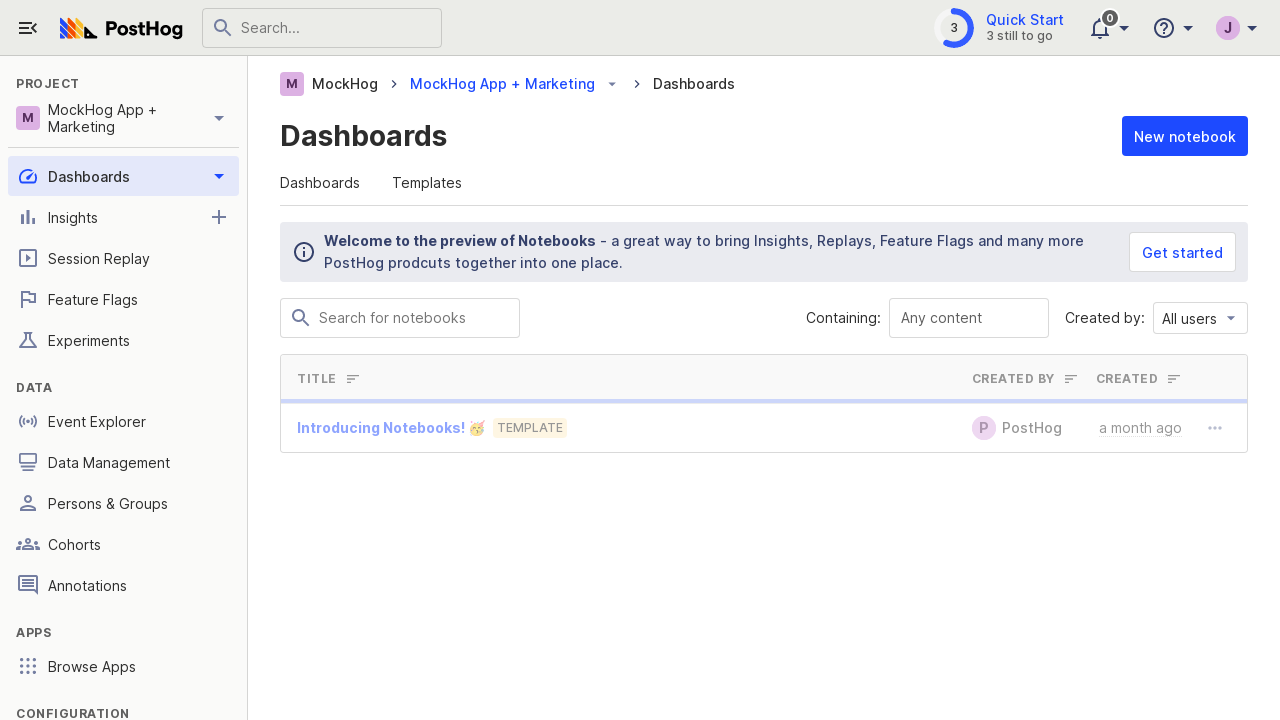 PostHog
Search...
3
Quick Start
3 still to go
0
J
PROJECT
M
MockHog App +
Marketing
Dashboards
Insights
Session Replay
Feature Flags
Experiments
DATA
Event Explorer
Data Management
Persons & Groups
Cohorts
Annotations
APPS
Browse Apps
CONFIGURATION
M MockHog MockHog App + Marketing Dashboards
Dashboards
New notebook
Dashboards Templates
Welcome to the preview of Notebooks - a great way to bring Insights, Replays, Feature Flags and many more
PostHog prodcuts together into one place.
Get started
Search for notebooks
Containing: Any content Created by: All users
TITLE CREATED BY CREATED
Introducing Notebooks! 🥳 TEMPLATE P PostHog a month ago